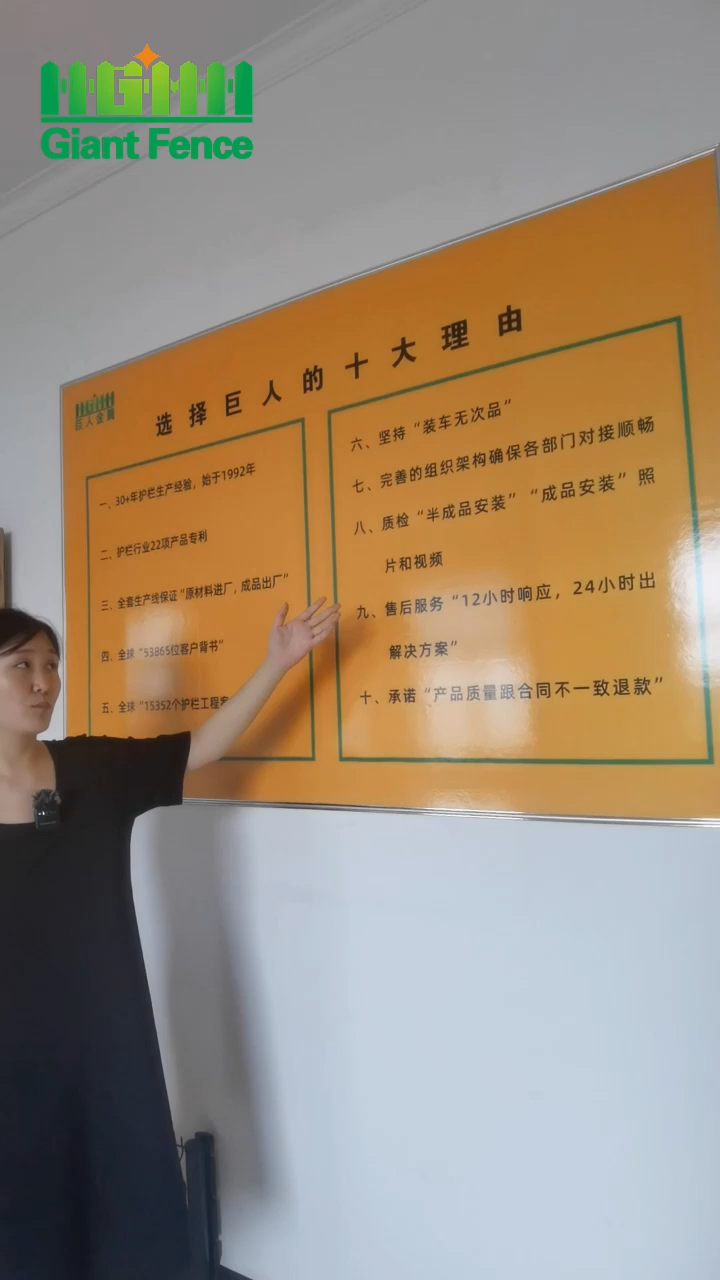 Giant Fence
选择巨人的十大理由
巨人金属
一、30+年护栏生产经验，始于1992年
二、护栏行业22项产品专利
三、全套生产线保证“原材料进厂，成品出厂”
四、全球“53865位客户背书”
五、全球“15352个护栏工程
六、坚持“装车无次品”
七、完善的组织架构确保各部门对接顺畅
八、质检“半成品安装”“成品安装”照
片和视频
九、售后服务“12小时响应，24小时出
解决方案”
十、承诺“产品质量跟合同不一致退款”